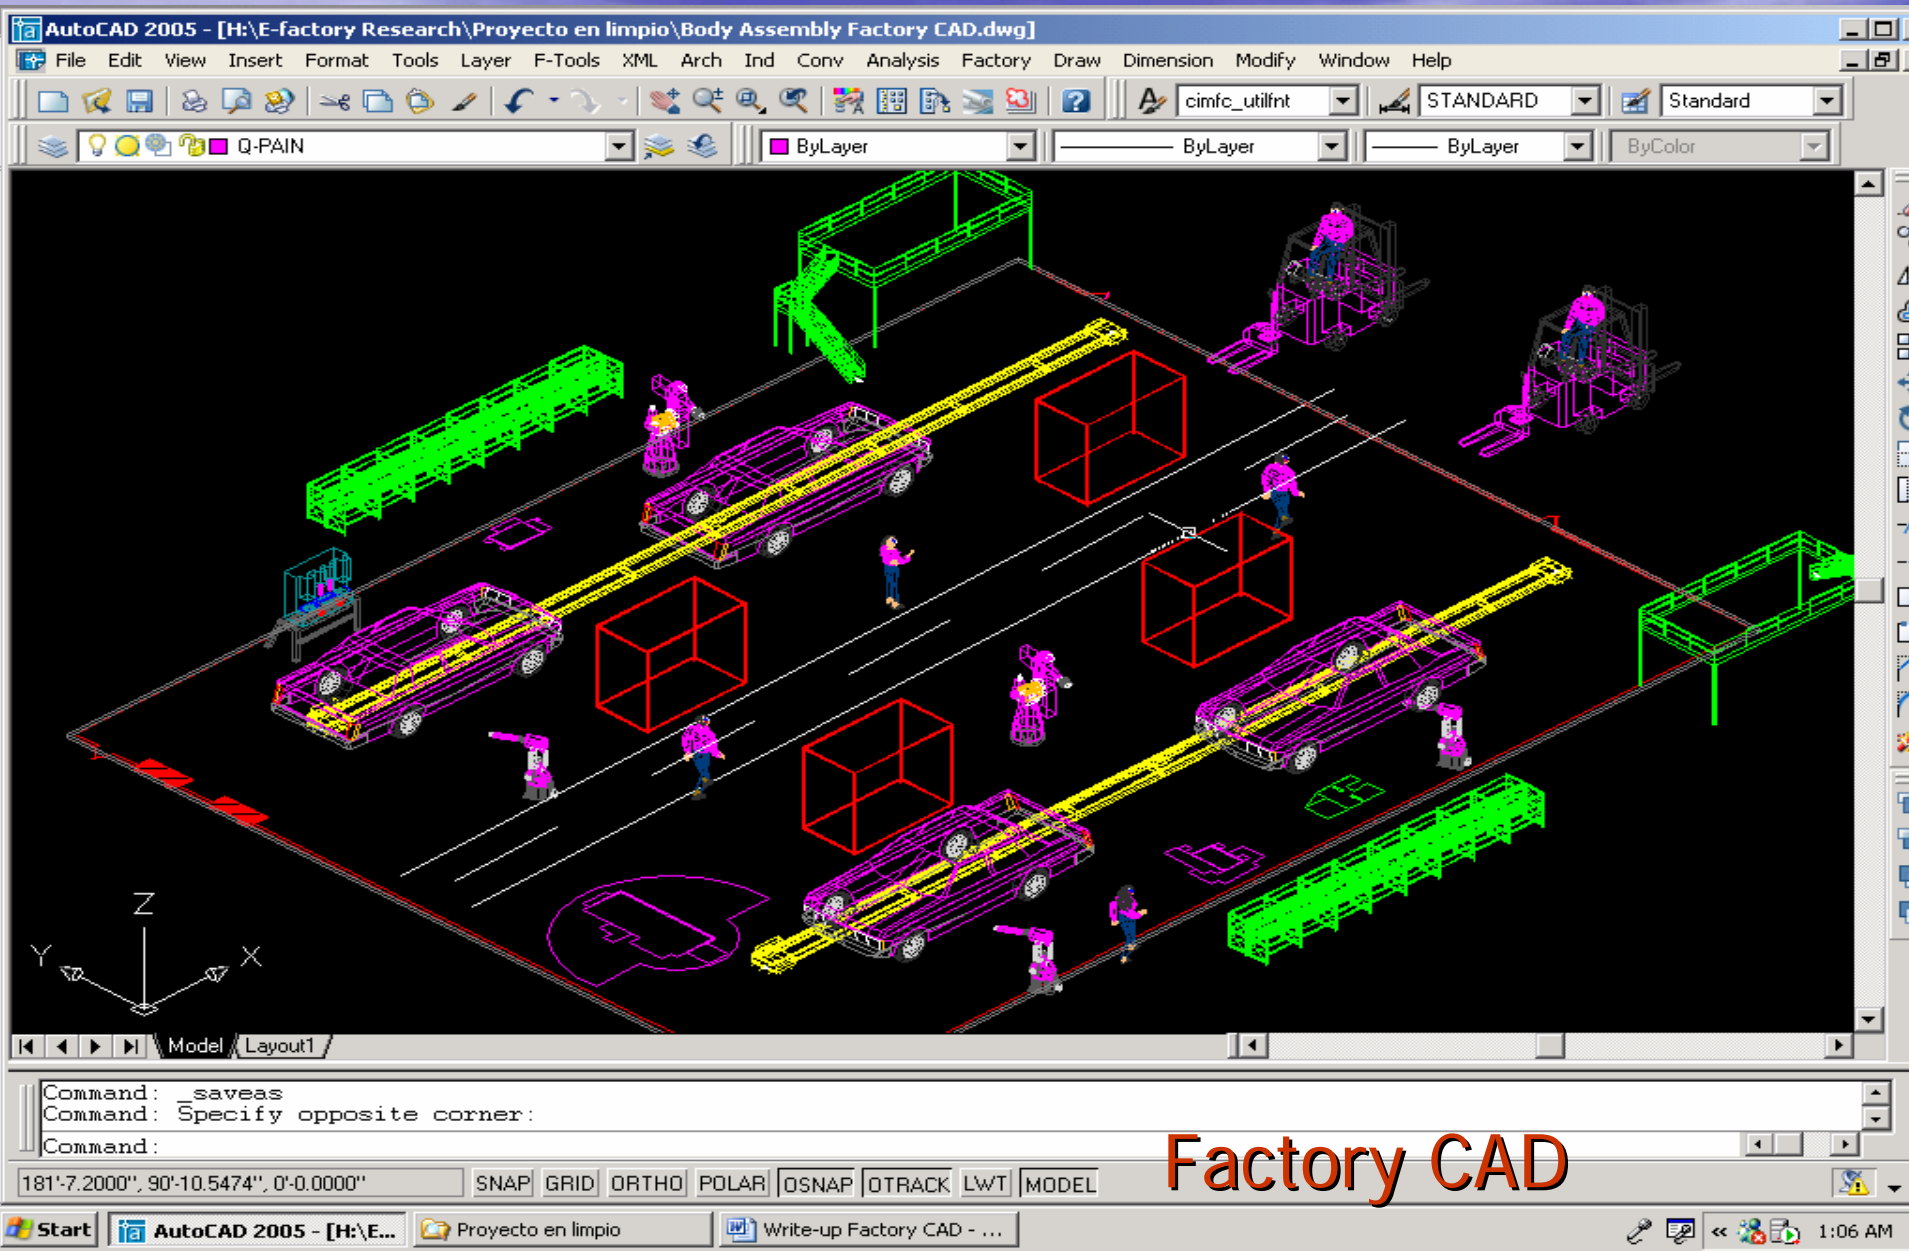 AutoCAD 2005 - [H:\E-factory Research\Proyecto en limpio\Body Assembly Factory CAD.dwg]
File Edit View Insert Format Tools Layer F-Tools XML Arch Ind Conv Analysis Factory Draw Dimension Modify Window Help
cimfc_utilfnt STANDARD Standard
Q-PAIN ByLayer ByLayer ByLayer ByColor
Z
Y X
Model Layout1
Command: _saveas
Command: Specify opposite corner:
Command:
Factory CAD
181'-7.2000", 90'-10.5474", 0'-0.0000" SNAP GRID ORTHO POLAR OSNAP OTRACK LWT MODEL
Start AutoCAD 2005 - [H:\E... Proyecto en limpio Write-up Factory CAD - ... 1:06 AM